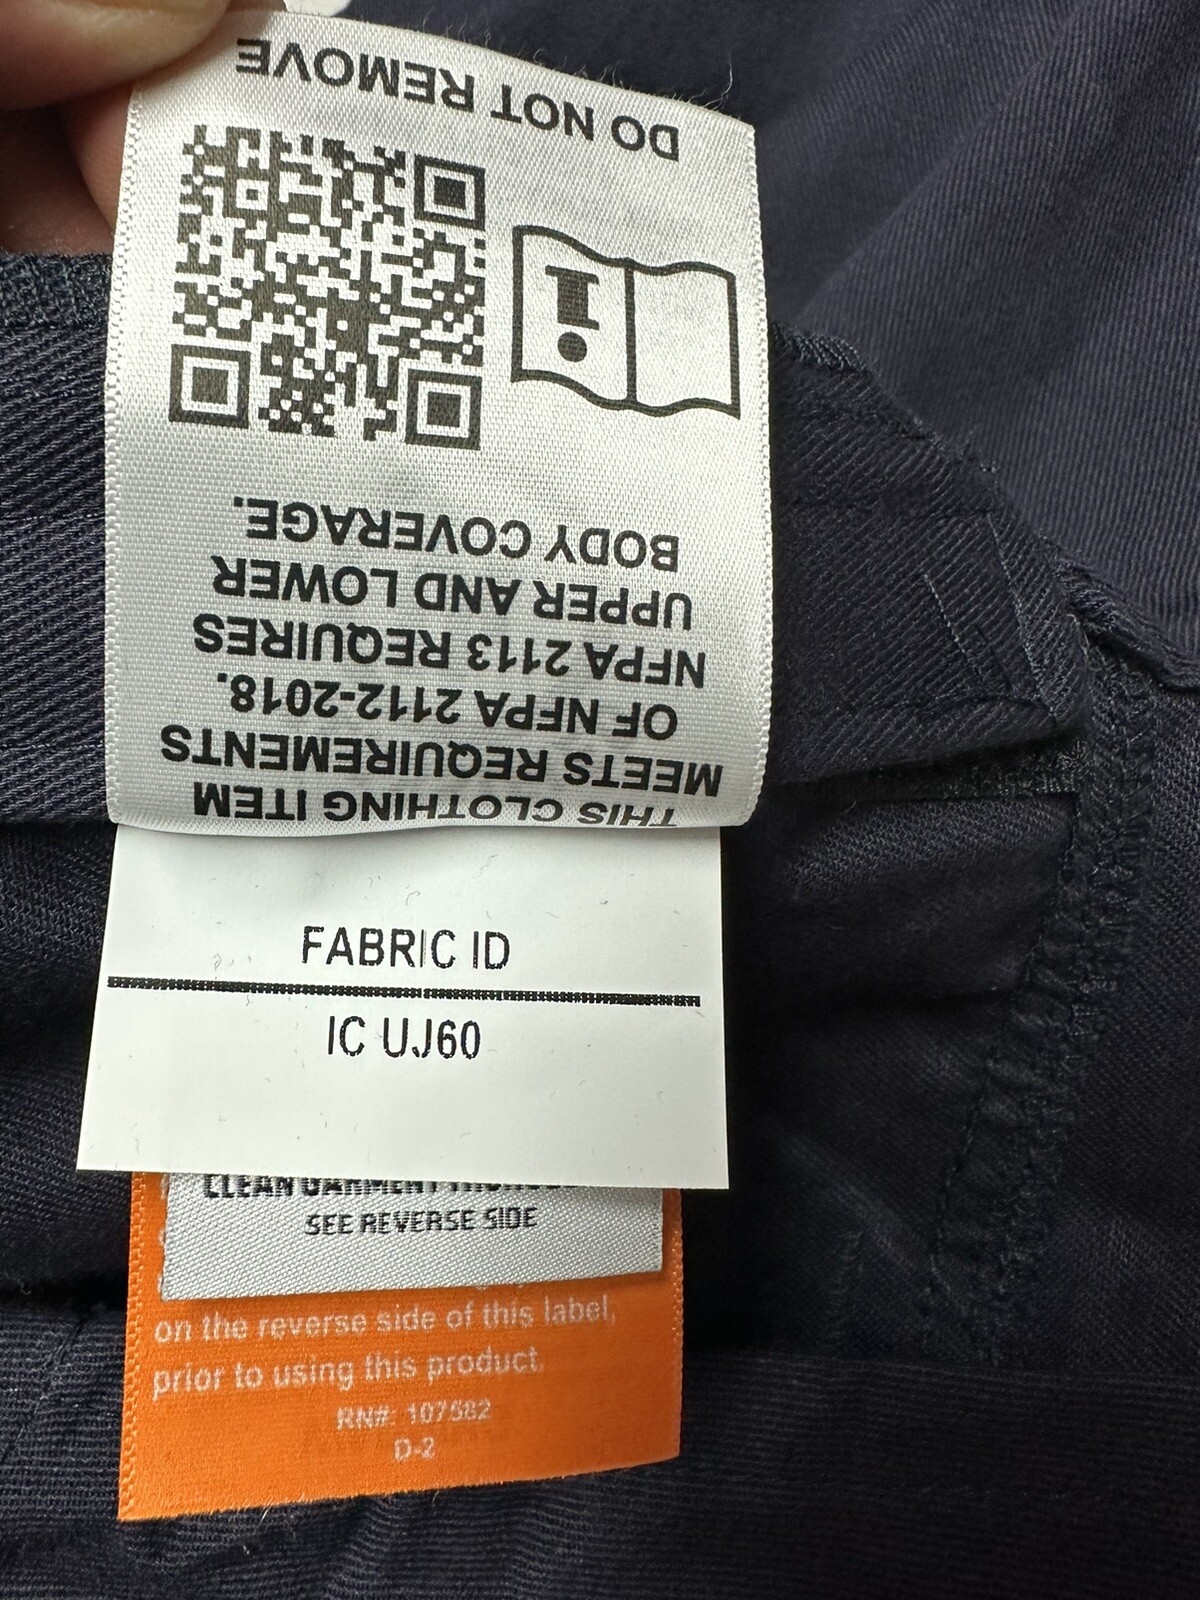 THIS CLOTHING ITEM
MEETS REQUIREMENTS
OF NFPA 2112-2018.
NFPA 2113 REQUIRES
UPPER AND LOWER
BODY COVERAGE.
DO NOT REMOVE
FABRIC ID
IC UJ60
CLEAN GARMENT
SEE REVERSE SIDE
on the reverse side of this label,
prior to using this product.
RN#: 107582
D-2